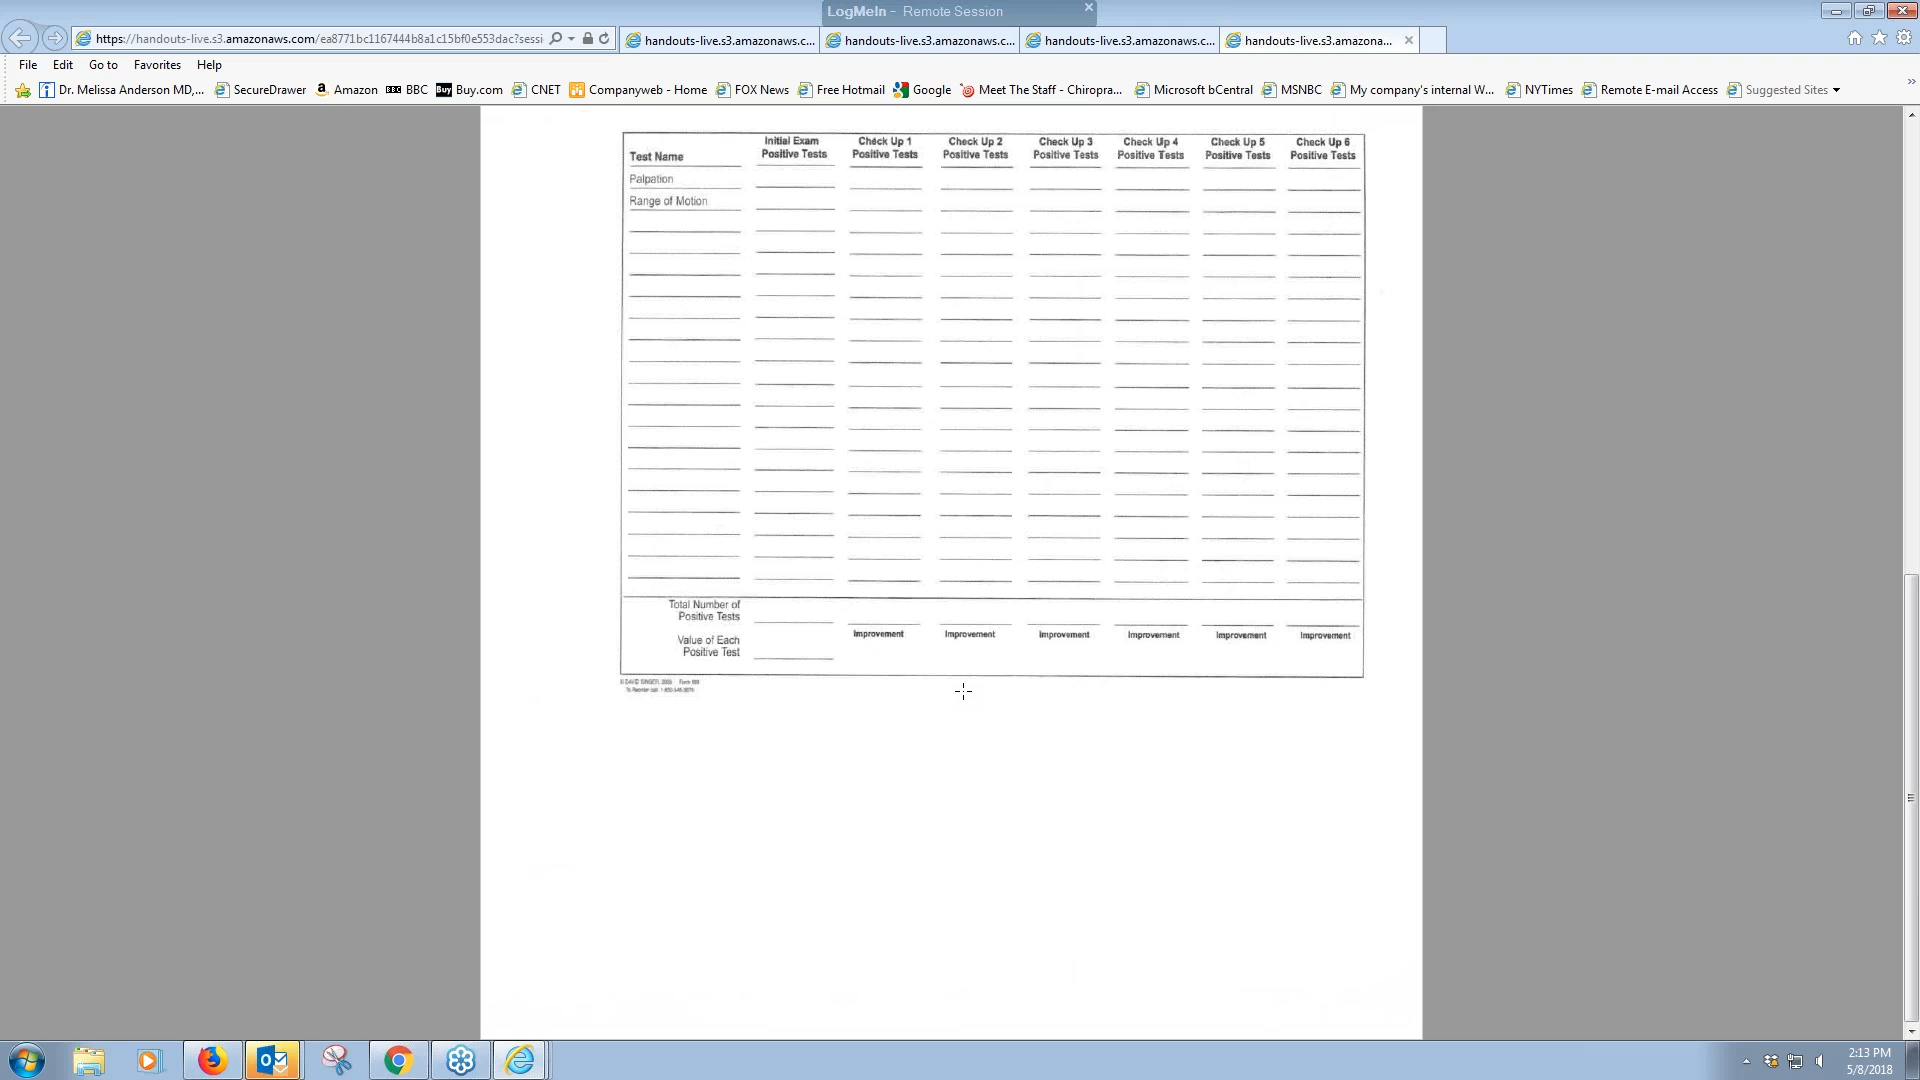 LogMeIn - Remote Session
https://handouts-live.s3.amazonaws.com/ea8771bc1167444b8a1c15bf0e553dac?sessi
handouts-live.s3.amazonaws.c...
handouts-live.s3.amazonaws.c...
handouts-live.s3.amazonaws.c...
handouts-live.s3.amazona...
File Edit Go to Favorites Help
Dr. Melissa Anderson MD,... SecureDrawer Amazon BBC Buy.com CNET Companyweb - Home FOX News Free Hotmail Google Meet The Staff - Chiropra... Microsoft bCentral MSNBC My company's internal W... NYTimes Remote E-mail Access Suggested Sites
Test Name
Initial Exam
Positive Tests
Check Up 1
Positive Tests
Check Up 2
Positive Tests
Check Up 3
Positive Tests
Check Up 4
Positive Tests
Check Up 5
Positive Tests
Check Up 6
Positive Tests
Palpation
Range of Motion
Total Number of
Positive Tests
Improvement Improvement Improvement Improvement Improvement Improvement
Value of Each
Positive Test
2:13 PM
5/8/2018